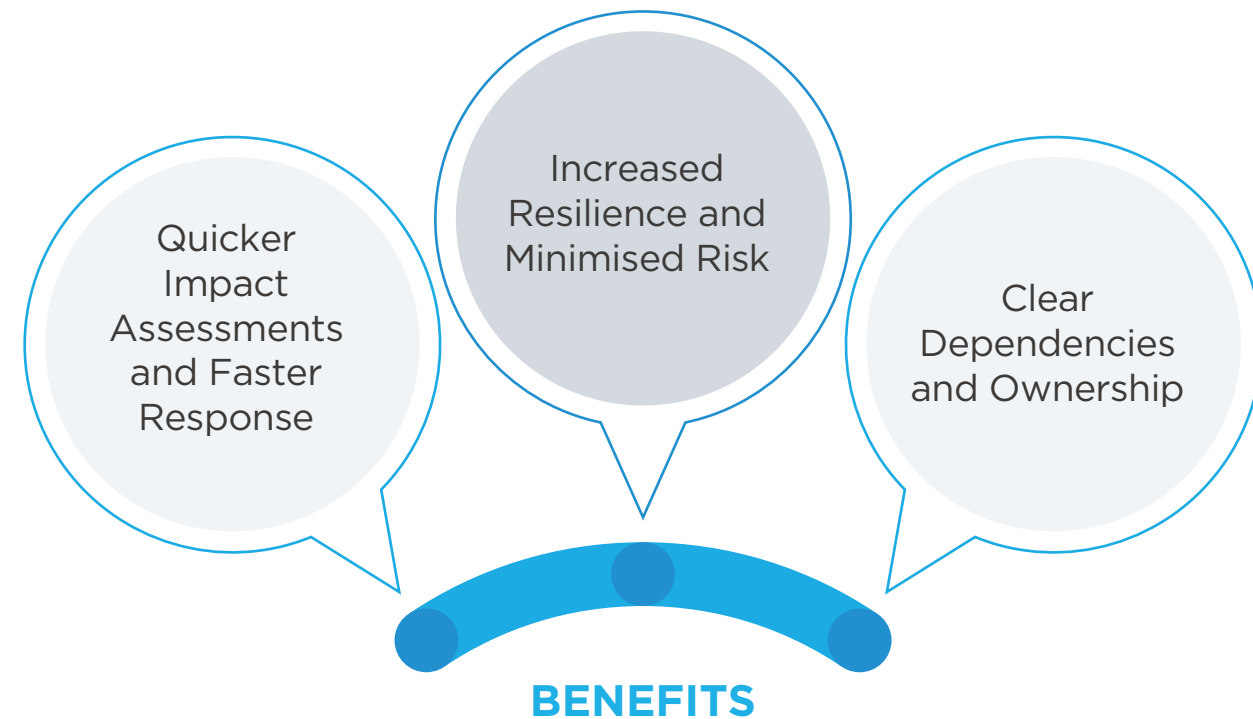 Quicker
Impact
Assessments
and Faster
Response
Increased
Resilience and
Minimised Risk
Clear
Dependencies
and Ownership
BENEFITS